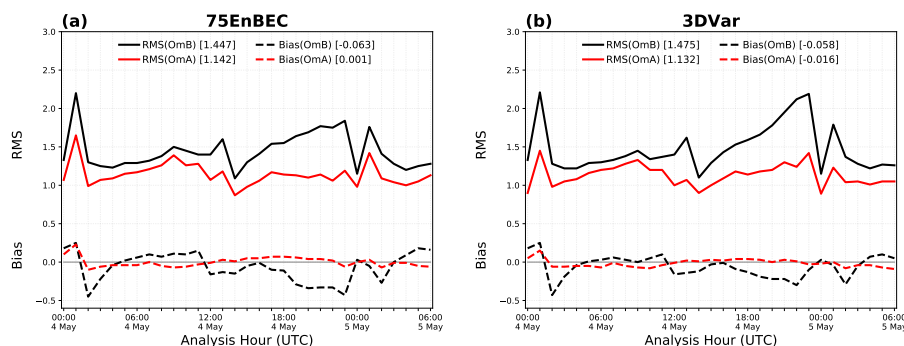 (a) 75EnBEC
RMS(OmB) [1.447] Bias(OmB) [-0.063]
RMS(OmA) [1.142] Bias(OmA) [0.001]
3.0
2.5
2.0
1.5
1.0
0.5
0.0
−0.5
RMS
Bias
00:00 06:00 12:00 18:00 00:00 06:00
4 May 4 May 4 May 4 May 5 May 5 May
Analysis Hour (UTC)
(b) 3DVar
RMS(OmB) [1.475] Bias(OmB) [-0.058]
RMS(OmA) [1.132] Bias(OmA) [-0.016]
3.0
2.5
2.0
1.5
1.0
0.5
0.0
−0.5
RMS
Bias
00:00 06:00 12:00 18:00 00:00 06:00
4 May 4 May 4 May 4 May 5 May 5 May
Analysis Hour (UTC)